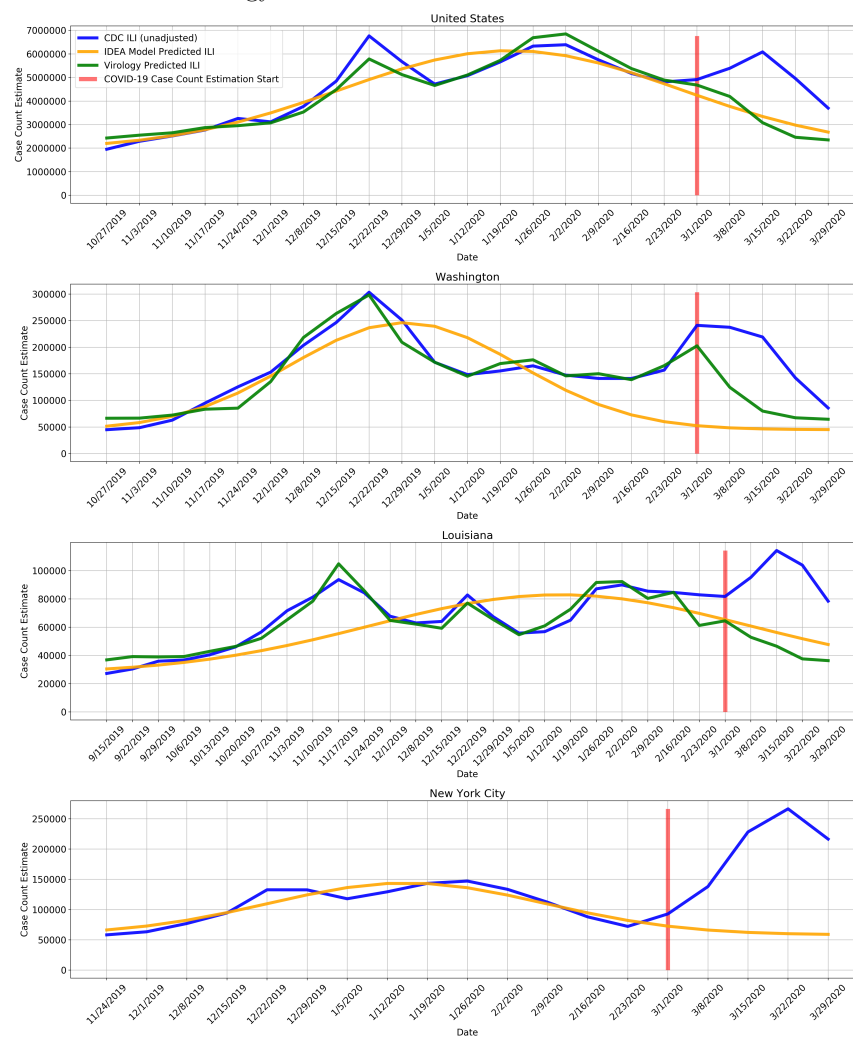 United States
CDC ILI (unadjusted)
IDEA Model Predicted ILI
Virology Predicted ILI
COVID-19 Case Count Estimation Start
Case Count Estimate
7000000
6000000
5000000
4000000
3000000
2000000
1000000
0
10/27/2019 11/3/2019 11/10/2019 11/17/2019 11/24/2019 12/1/2019 12/8/2019 12/15/2019 12/22/2019 12/29/2019 1/5/2020 1/12/2020 1/19/2020 1/26/2020 2/2/2020 2/9/2020 2/16/2020 2/23/2020 3/1/2020 3/8/2020 3/15/2020 3/22/2020 3/29/2020
Date
Washington
Case Count Estimate
300000
250000
200000
150000
100000
50000
0
10/27/2019 11/3/2019 11/10/2019 11/17/2019 11/24/2019 12/1/2019 12/8/2019 12/15/2019 12/22/2019 12/29/2019 1/5/2020 1/12/2020 1/19/2020 1/26/2020 2/2/2020 2/9/2020 2/16/2020 2/23/2020 3/1/2020 3/8/2020 3/15/2020 3/22/2020 3/29/2020
Date
Louisiana
Case Count Estimate
100000
80000
60000
40000
20000
0
9/15/2019 9/22/2019 9/29/2019 10/6/2019 10/13/2019 10/20/2019 10/27/2019 11/3/2019 11/10/2019 11/17/2019 11/24/2019 12/1/2019 12/8/2019 12/15/2019 12/22/2019 12/29/2019 1/5/2020 1/12/2020 1/19/2020 1/26/2020 2/2/2020 2/9/2020 2/16/2020 2/23/2020 3/1/2020 3/8/2020 3/15/2020 3/22/2020 3/29/2020
Date
New York City
Case Count Estimate
250000
200000
150000
100000
50000
0
11/24/2019 12/1/2019 12/8/2019 12/15/2019 12/22/2019 12/29/2019 1/5/2020 1/12/2020 1/19/2020 1/26/2020 2/2/2020 2/9/2020 2/16/2020 2/23/2020 3/1/2020 3/8/2020 3/15/2020 3/22/2020 3/29/2020
Date